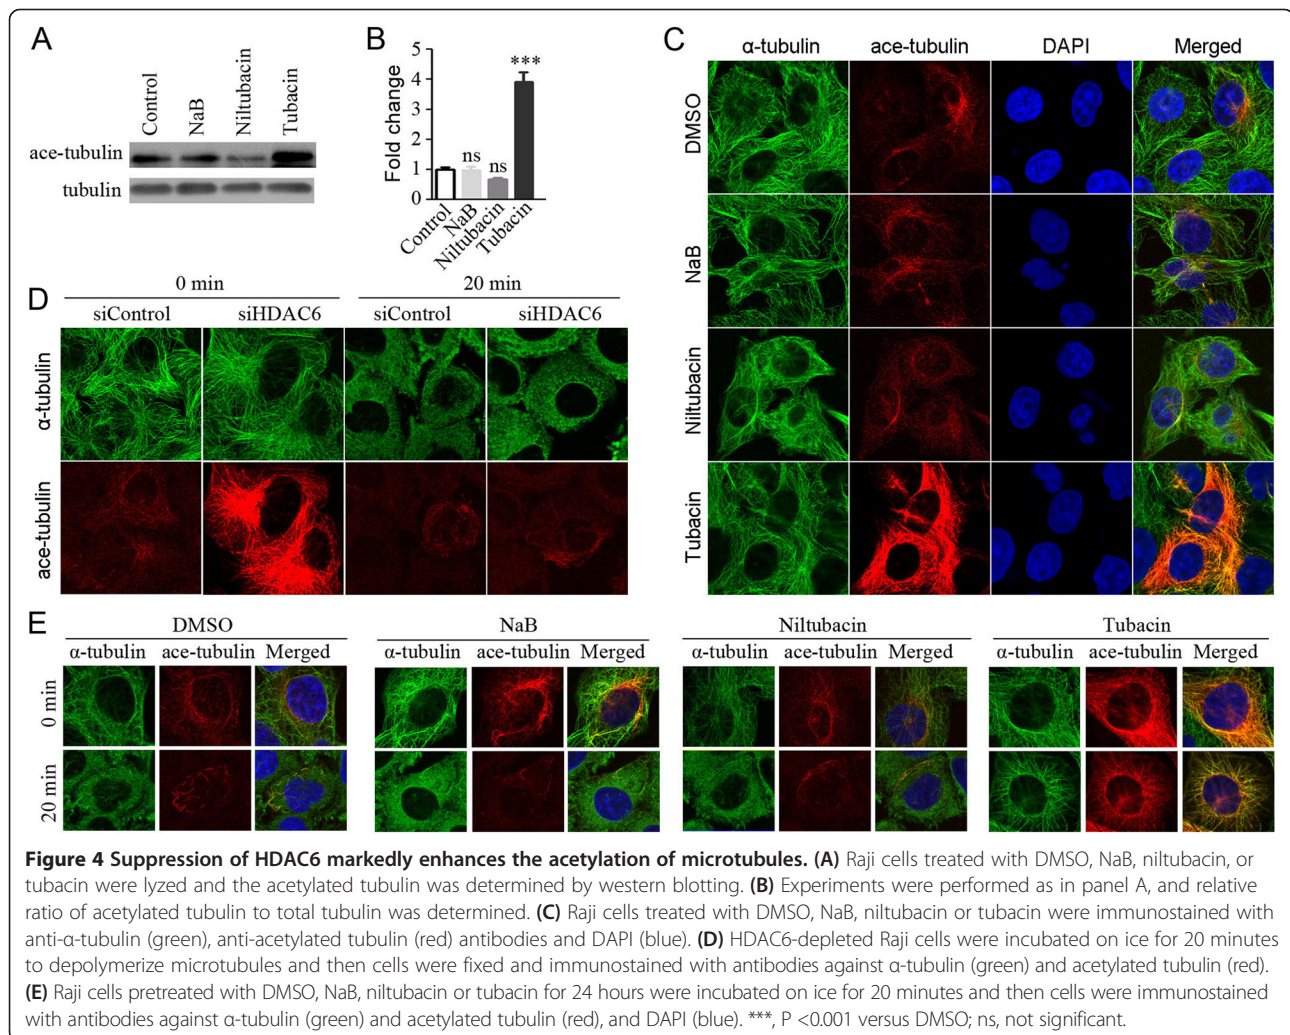 A
Control
NaB
Niltubacin
Tubacin
ace-tubulin
tubulin
B
Fold change
5
4
3
2
1
0
ns
ns
***
Control
NaB
Niltubacin
Tubacin
C
α-tubulin ace-tubulin DAPI Merged
DMSO
NaB
Niltubacin
Tubacin
D
0 min 20 min
siControl siHDAC6 siControl siHDAC6
α-tubulin
ace-tubulin
E
DMSO NaB Niltubacin Tubacin
α-tubulin ace-tubulin Merged α-tubulin ace-tubulin Merged α-tubulin ace-tubulin Merged α-tubulin ace-tubulin Merged
0 min
20 min
Figure 4 Suppression of HDAC6 markedly enhances the acetylation of microtubules. (A) Raji cells treated with DMSO, NaB, niltubacin, or
tubacin were lyzed and the acetylated tubulin was determined by western blotting. (B) Experiments were performed as in panel A, and relative
ratio of acetylated tubulin to total tubulin was determined. (C) Raji cells treated with DMSO, NaB, niltubacin or tubacin were immunostained with
anti-α-tubulin (green), anti-acetylated tubulin (red) antibodies and DAPI (blue). (D) HDAC6-depleted Raji cells were incubated on ice for 20 minutes
to depolymerize microtubules and then cells were fixed and immunostained with antibodies against α-tubulin (green) and acetylated tubulin (red).
(E) Raji cells pretreated with DMSO, NaB, niltubacin or tubacin for 24 hours were incubated on ice for 20 minutes and then cells were immunostained
with antibodies against α-tubulin (green) and acetylated tubulin (red), and DAPI (blue). ***, P <0.001 versus DMSO; ns, not significant.